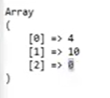 Array
(
    [0] => 4
    [1] => 10
    [2] => 0
)